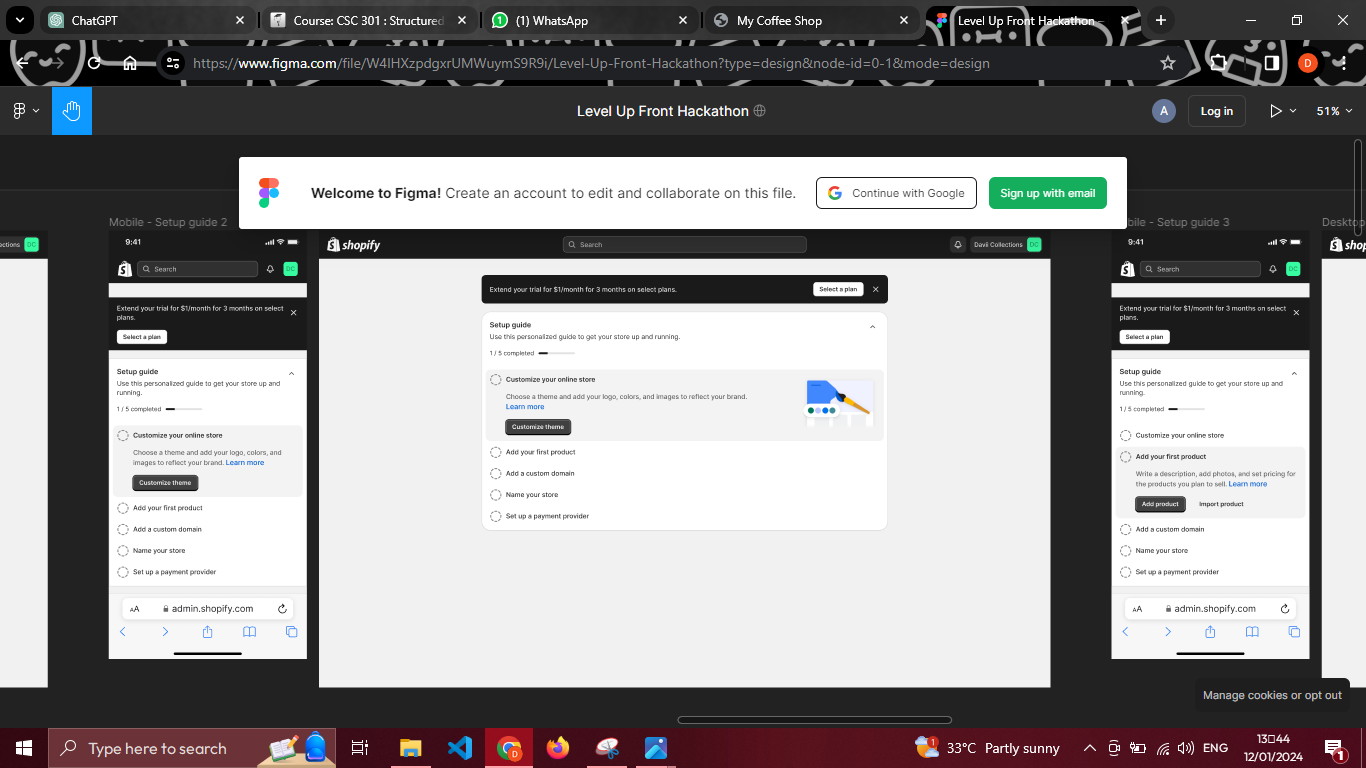 ChatGPT
Course: CSC 301 : Structured
(1) WhatsApp
My Coffee Shop
Level Up Front Hackathon –
https://www.figma.com/file/W4lHXzpdgxrUMWuymS9R9i/Level-Up-Front-Hackathon?type=design&node-id=0-1&mode=design
D
Level Up Front Hackathon
A
Log in
51%
Welcome to Figma! Create an account to edit and collaborate on this file.
Continue with Google
Sign up with email
ections
DC
Mobile - Setup guide 2
9:41
Search
DC
Extend your trial for $1/month for 3 months on select
plans.
Select a plan
Setup guide
Use this personalized guide to get your store up and
running.
1 / 5 completed
Customize your online store
Choose a theme and add your logo, colors, and
images to reflect your brand. Learn more
Customize theme
Add your first product
Add a custom domain
Name your store
Set up a payment provider
AA
admin.shopify.com
shopify
Search
Davii Collections
DC
Extend your trial for $1/month for 3 months on select plans.
Select a plan
Setup guide
Use this personalized guide to get your store up and running.
1 / 5 completed
Customize your online store
Choose a theme and add your logo, colors, and images to reflect your brand.
Learn more
Customize theme
Add your first product
Add a custom domain
Name your store
Set up a payment provider
bile - Setup guide 3
9:41
Search
DC
Extend your trial for $1/month for 3 months on select
plans.
Select a plan
Setup guide
Use this personalized guide to get your store up and
running.
1 / 5 completed
Customize your online store
Add your first product
Write a description, add photos, and set pricing for
the products you plan to sell. Learn more
Add product
Import product
Add a custom domain
Name your store
Set up a payment provider
AA
admin.shopify.com
Desktop
shop
Manage cookies or opt out
Type here to search
1
33°C Partly sunny
ENG
13:44
12/01/2024
1